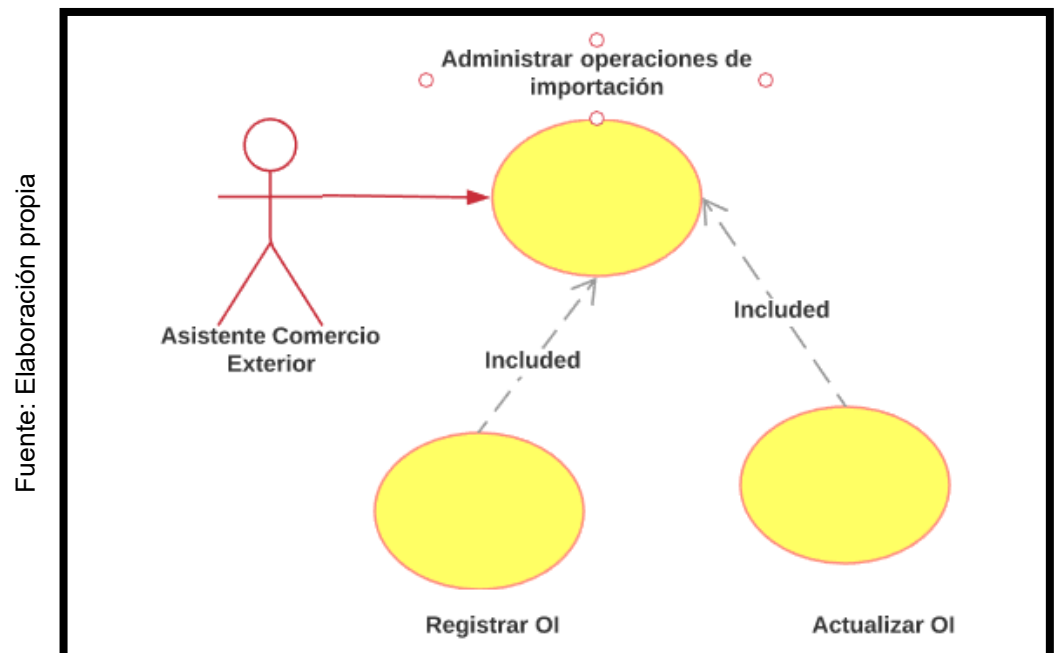 Fuente: Elaboración propia
Administrar operaciones de
importación
Asistente Comercio
Exterior
Included
Included
Registrar OI
Actualizar OI